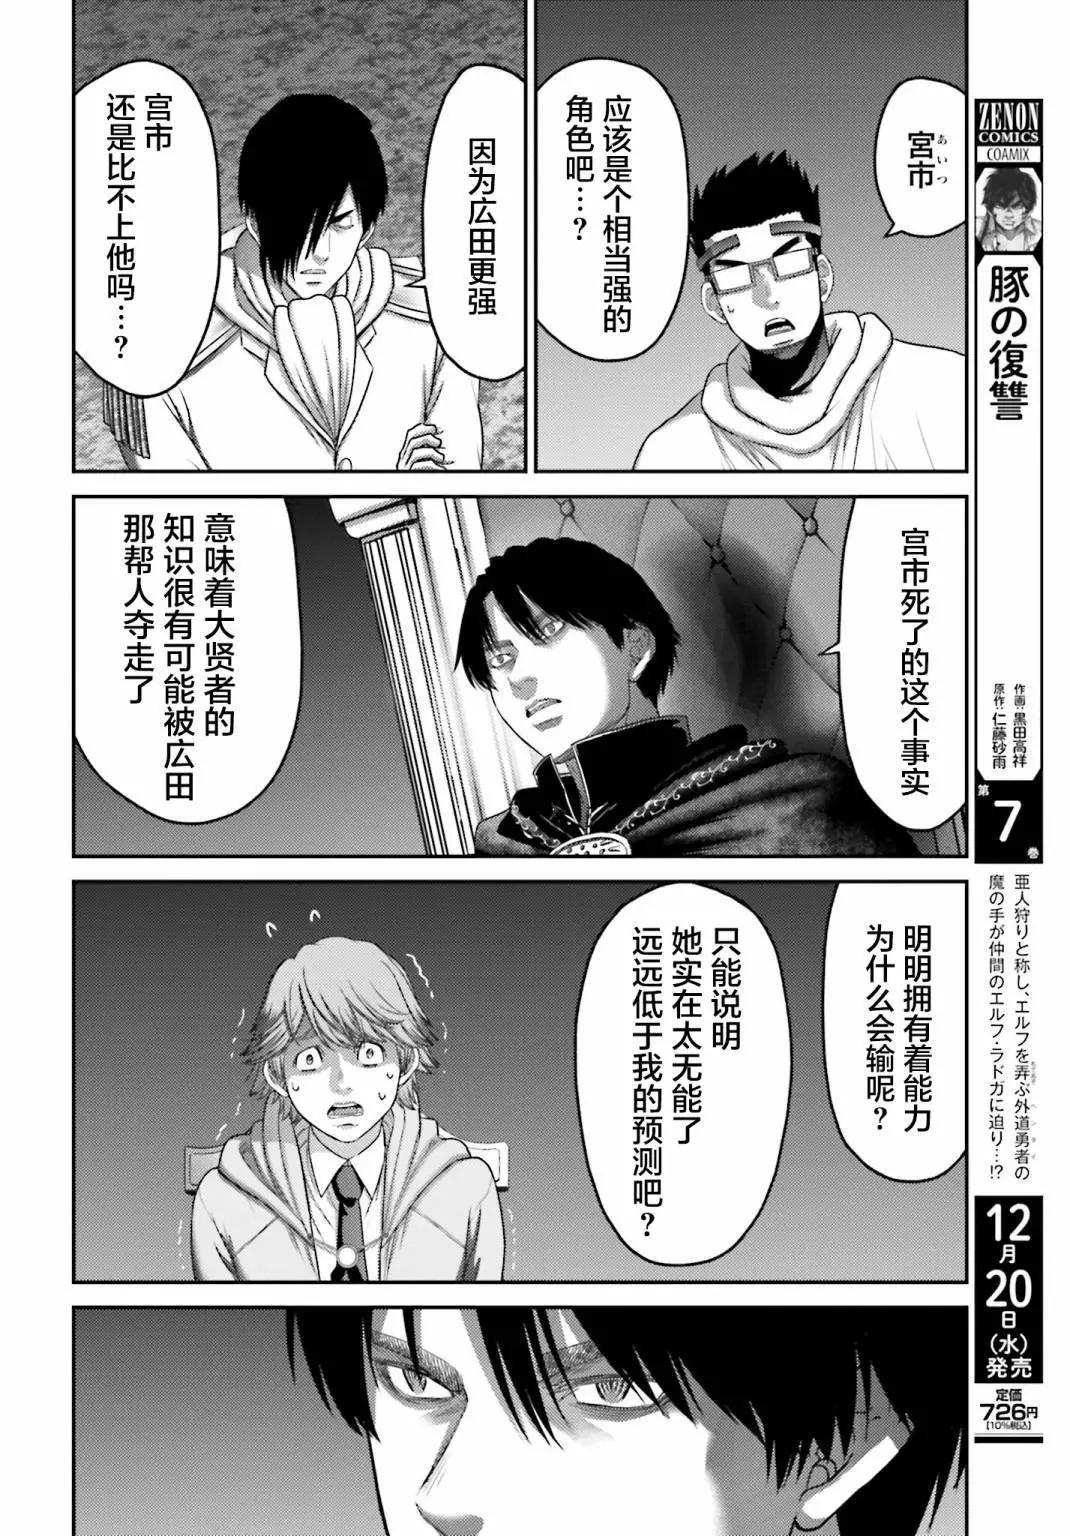 宮市
あいつ
应该是个相当强的
角色吧…?
因为広田更强
宫市
还是比不上他吗…?
宫市死了的这个事实
意味着大贤者的
知识很有可能被広田
那帮人夺走了
明明拥有着能力
为什么会输呢?
只能说明
她实在太无能了
远远低于我的预测吧?
ZENON
COMICS
COAMIX
豚の復讐
作画:黒田高祥
原作:仁藤砂雨
第
7
巻
亜人狩りと称し、エルフを弄ぶ外道勇者の
魔の手が仲間のエルフ・ラドガに迫り…!?
12
月
20
日
(水)
発売
定価
726円
[10%税込]